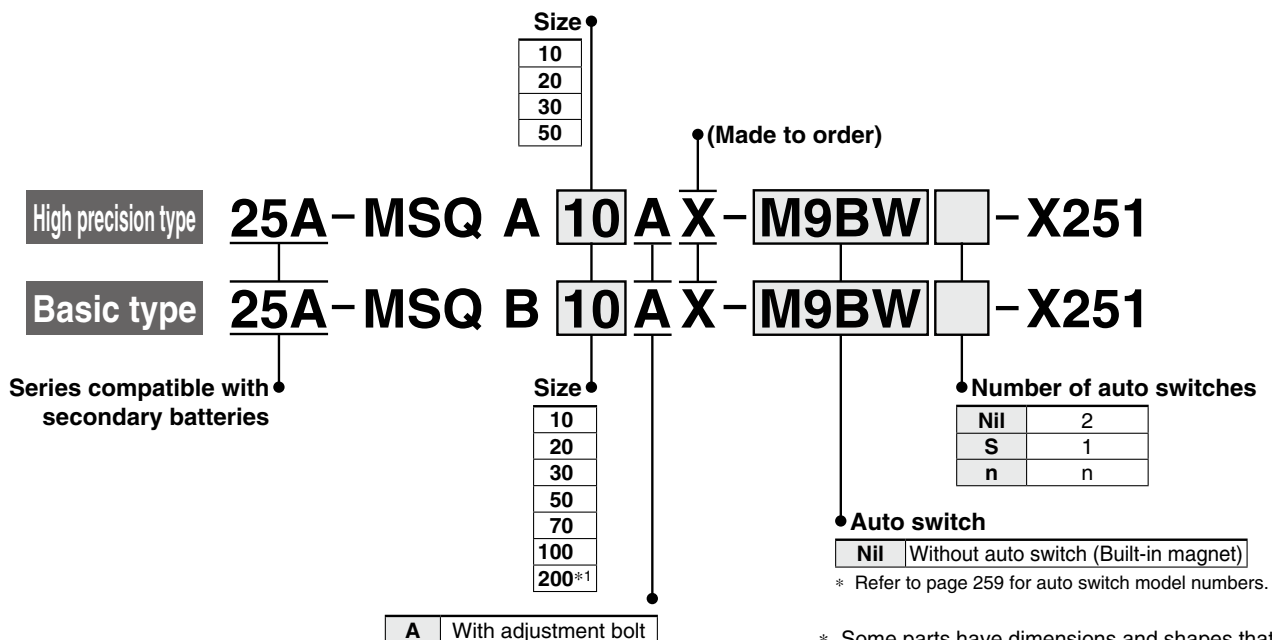 Size
10
20
30
50
(Made to order)
High precision type 25A-MSQ A 10 A X-M9BW -X251
Basic type 25A-MSQ B 10 A X-M9BW -X251
Series compatible with
secondary batteries
Size
10
20
30
50
70
100
200*1
Number of auto switches
Nil 2
S 1
n n
Auto switch
Nil Without auto switch (Built-in magnet)
* Refer to page 259 for auto switch model numbers.
A With adjustment bolt
* Some parts have dimensions and shapes that